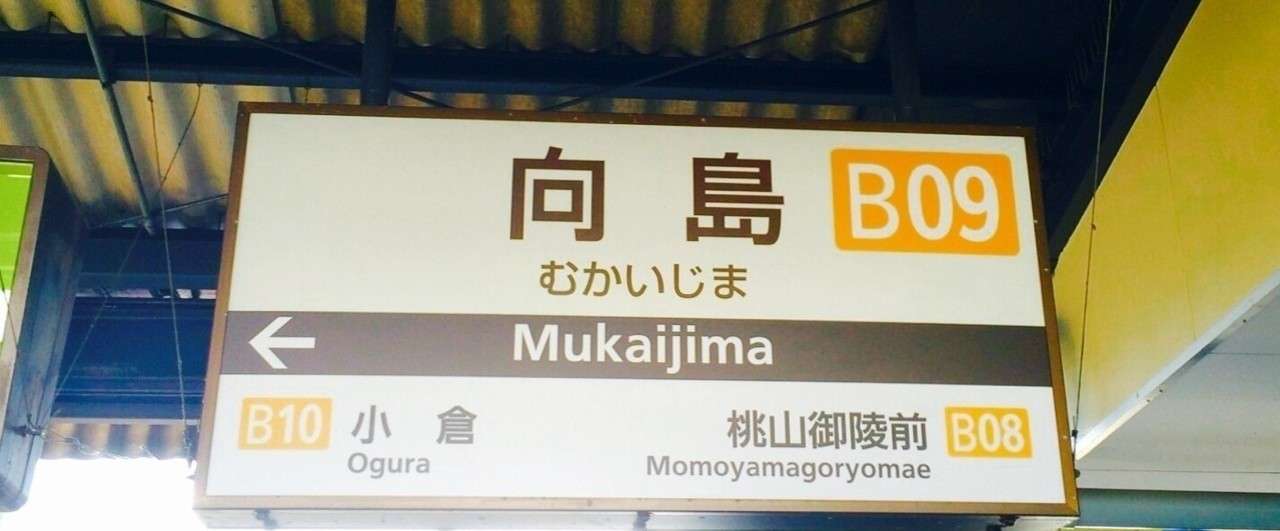 向島 B09
むかいじま
← Mukaijima
B10 小倉 桃山御陵前 B08
Ogura Momoyamagoryomae